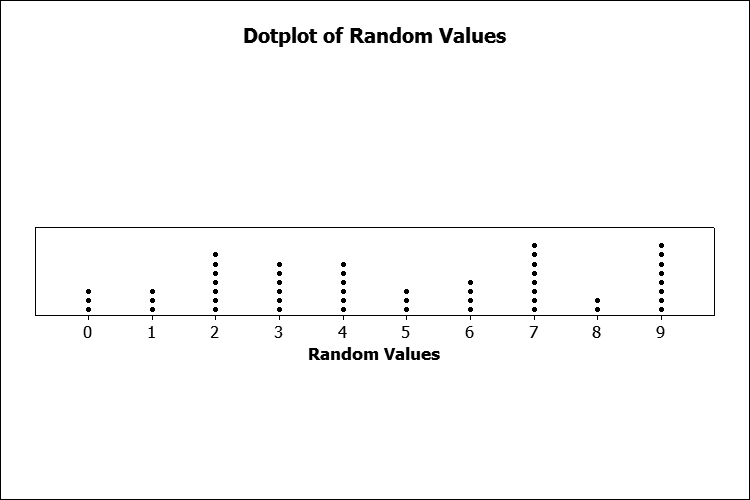 Dotplot of Random Values
0 1 2 3 4 5 6 7 8 9
Random Values